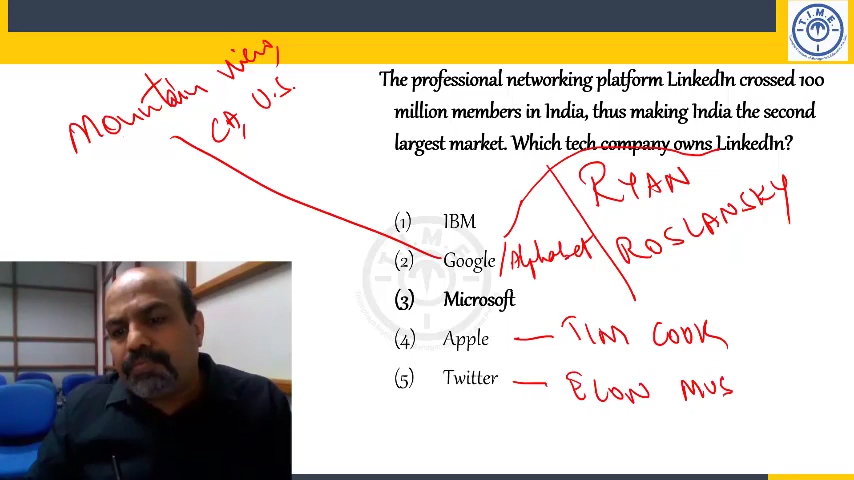 T.I.M.E.
The professional networking platform LinkedIn crossed 100
million members in India, thus making India the second
largest market. Which tech company owns LinkedIn?
Mountain View,
CA, U.S.
RYAN
ROSLANSKY
(1) IBM
(2) Google /Alphabet
(3) Microsoft
(4) Apple — TIM COOK
(5) Twitter — ELON MUS